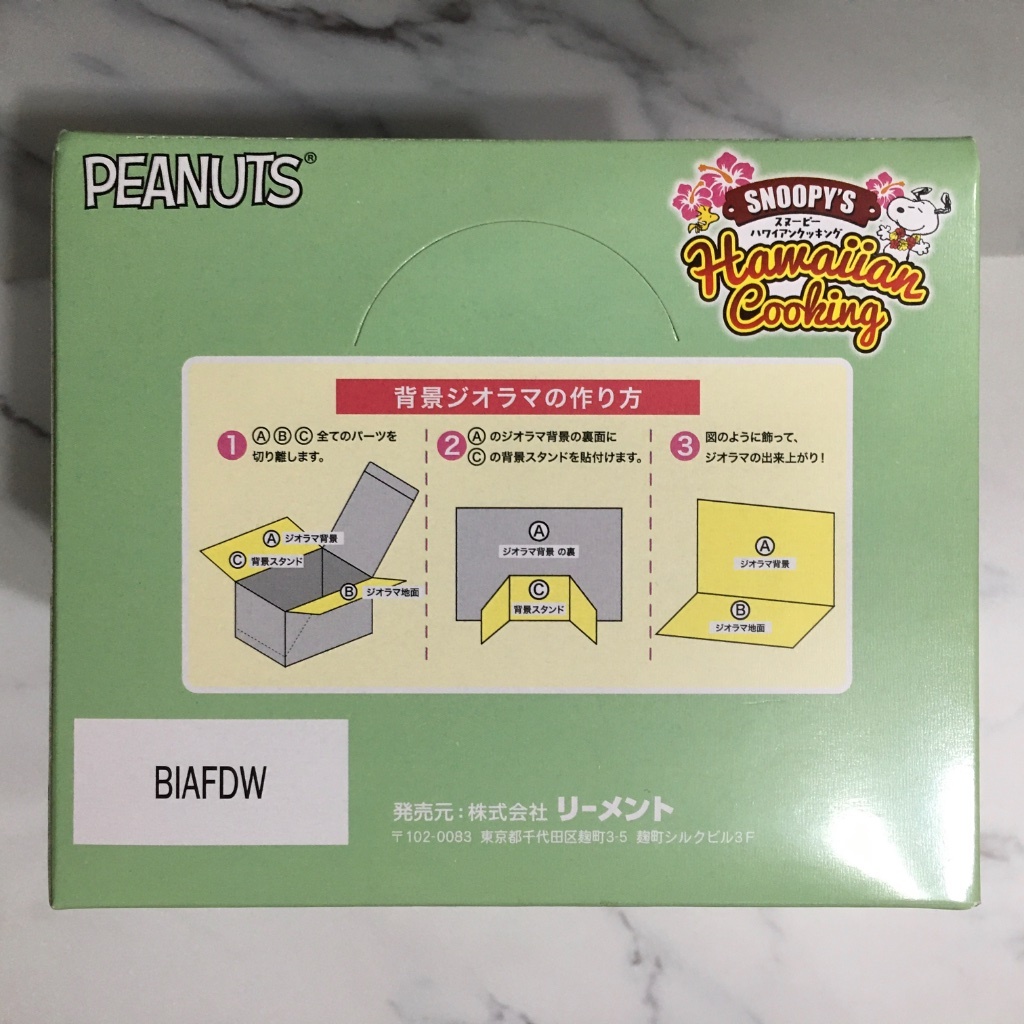 PEANUTS®
SNOOPY'S
スヌーピー
ハワイアンクッキング
Hawaiian
Cooking
背景ジオラマの作り方
1 Ⓐ Ⓑ Ⓒ 全てのパーツを
切り離します。
Ⓐ ジオラマ背景
Ⓒ 背景スタンド
Ⓑ ジオラマ地面
2 Ⓐ のジオラマ背景の裏面に
Ⓒ の背景スタンドを貼付けます。
Ⓐ
ジオラマ背景 の裏
Ⓒ
背景スタンド
3 図のように飾って、
ジオラマの出来上がり!
Ⓐ
ジオラマ背景
Ⓑ
ジオラマ地面
BIAFDW
発売元:株式会社 リーメント
〒102-0083 東京都千代田区麹町3-5 麹町シルクビル3F